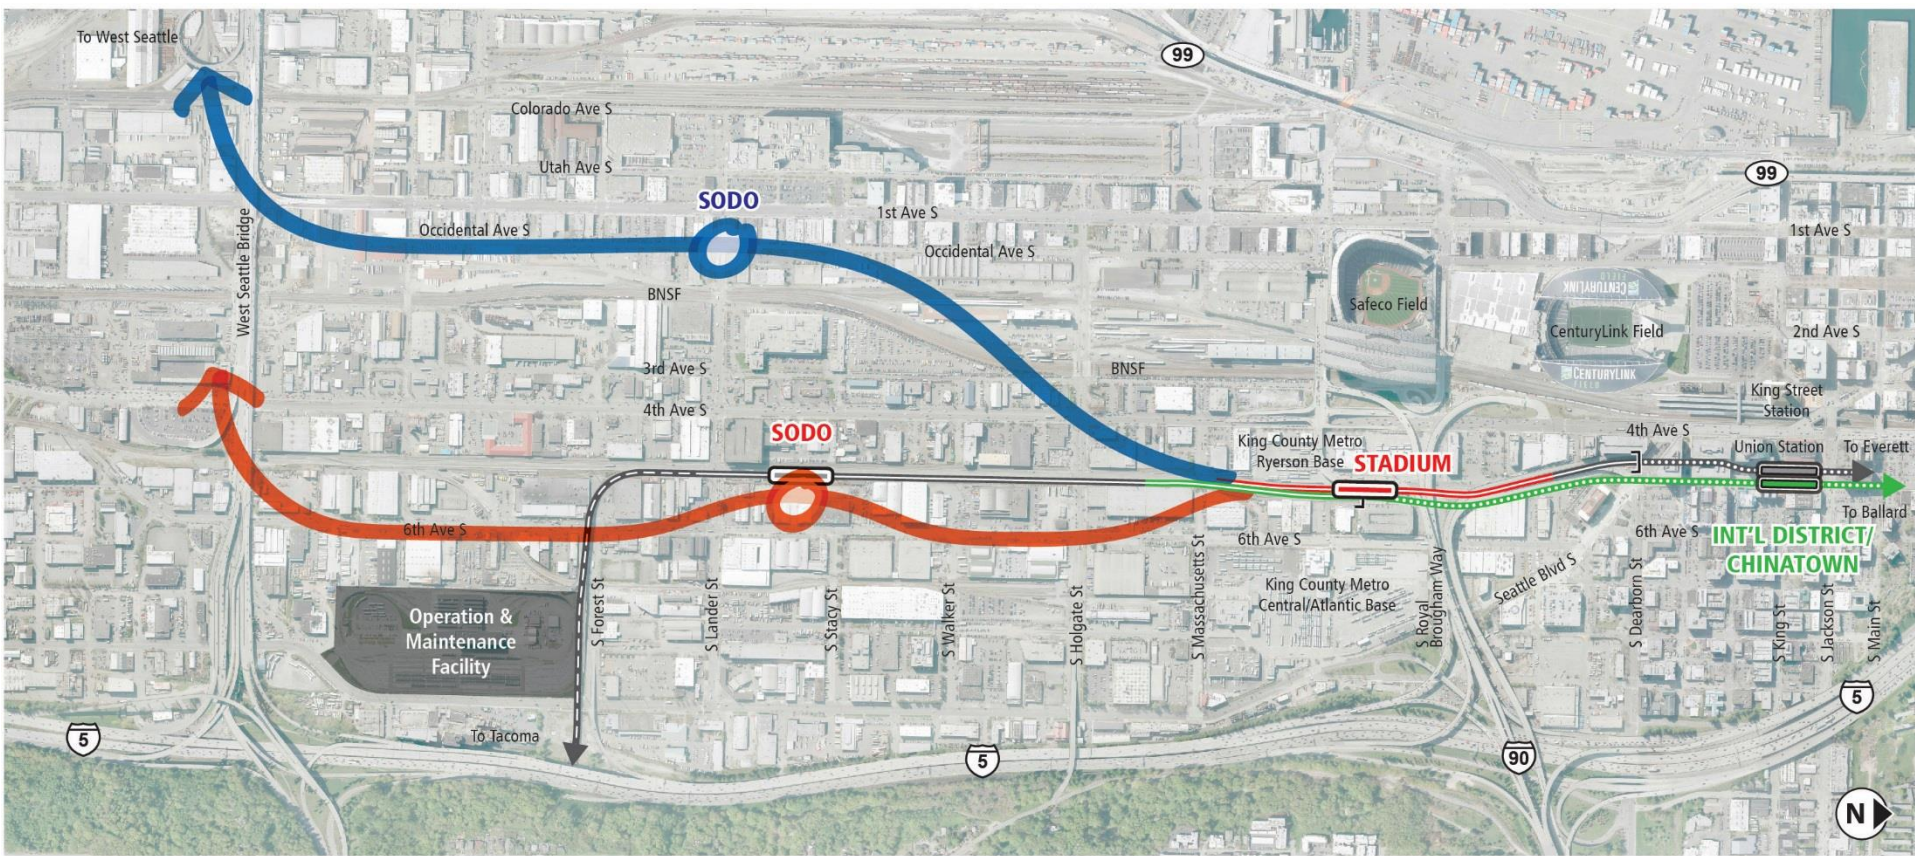 To West Seattle
99
Colorado Ave S
Utah Ave S
99
SODO
1st Ave S
Occidental Ave S
Occidental Ave S
1st Ave S
West Seattle Bridge
BNSF
Safeco Field
CENTURYLINK
FIELD
CenturyLink Field
2nd Ave S
3rd Ave S
BNSF
CENTURYLINK
FIELD
King Street
Station
4th Ave S
SODO
King County Metro
Ryerson Base
STADIUM
4th Ave S
Union Station
To Everett
To Ballard
6th Ave S
6th Ave S
6th Ave S
INT'L DISTRICT/
CHINATOWN
Operation &
Maintenance
Facility
S Forest St
S Lander St
S Stacy St
S Walker St
S Holgate St
S Massachusetts St
King County Metro
Central/Atlantic Base
S Royal
Brougham Way
Seattle Blvd S
S Dearborn St
S King St
S Jackson St
S Main St
5
To Tacoma
5
90
5
N